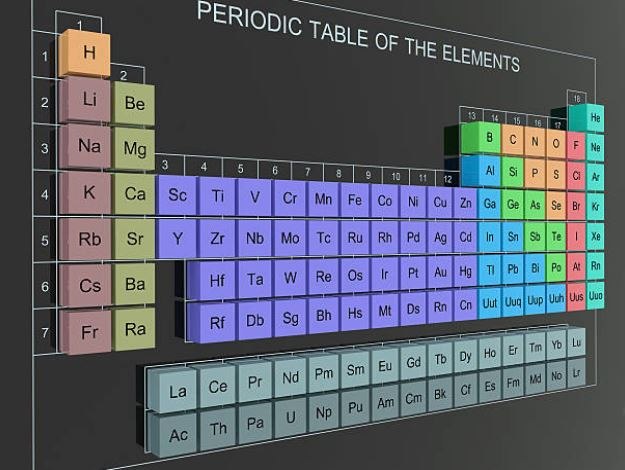 PERIODIC TABLE OF THE ELEMENTS
1 18
1 H He
2 13 14 15 16 17
2 Li Be B C N O F Ne
3 Na Mg 3 4 5 6 7 8 9 10 11 12 Al Si P S Cl Ar
4 K Ca Sc Ti V Cr Mn Fe Co Ni Cu Zn Ga Ge As Se Br Kr
5 Rb Sr Y Zr Nb Mo Tc Ru Rh Pd Ag Cd In Sn Sb Te I Xe
6 Cs Ba Hf Ta W Re Os Ir Pt Au Hg Tl Pb Bi Po At Rn
7 Fr Ra Rf Db Sg Bh Hs Mt Ds Rn Cn Uut Uuq Uup Uuh Uus Uuo
La Ce Pr Nd Pm Sm Eu Gd Tb Dy Ho Er Tm Yb Lu
Ac Th Pa U Np Pu Am Cm Bk Cf Es Fm Md No Lr